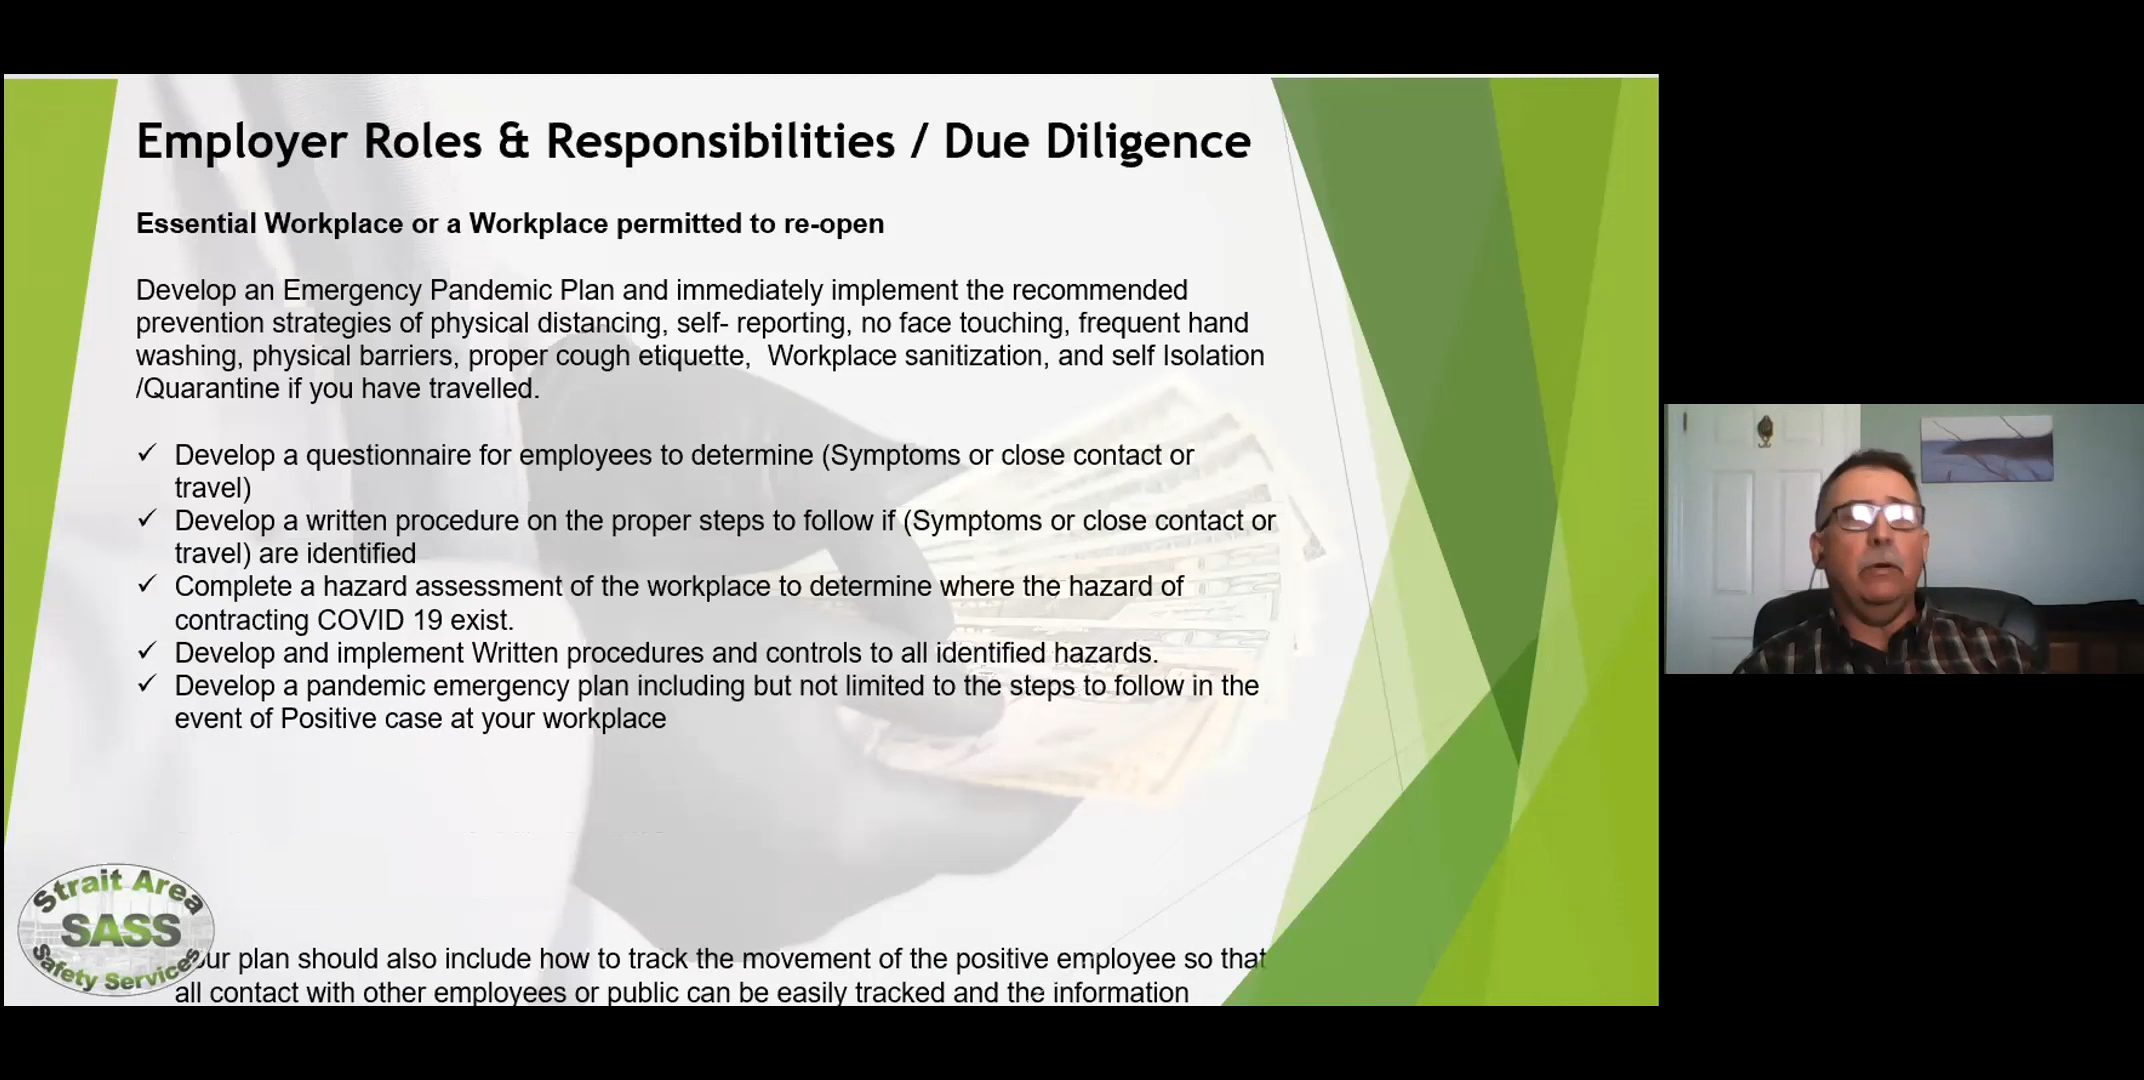 Employer Roles & Responsibilities / Due Diligence
Essential Workplace or a Workplace permitted to re-open
Develop an Emergency Pandemic Plan and immediately implement the recommended
prevention strategies of physical distancing, self- reporting, no face touching, frequent hand
washing, physical barriers, proper cough etiquette, Workplace sanitization, and self Isolation
/Quarantine if you have travelled.
✓ Develop a questionnaire for employees to determine (Symptoms or close contact or
travel)
✓ Develop a written procedure on the proper steps to follow if (Symptoms or close contact or
travel) are identified
✓ Complete a hazard assessment of the workplace to determine where the hazard of
contracting COVID 19 exist.
✓ Develop and implement Written procedures and controls to all identified hazards.
✓ Develop a pandemic emergency plan including but not limited to the steps to follow in the
event of Positive case at your workplace
Strait Area
SASS
Safety Services
plan should also include how to track the movement of the positive employee so that
all contact with other employees or public can be easily tracked and the information